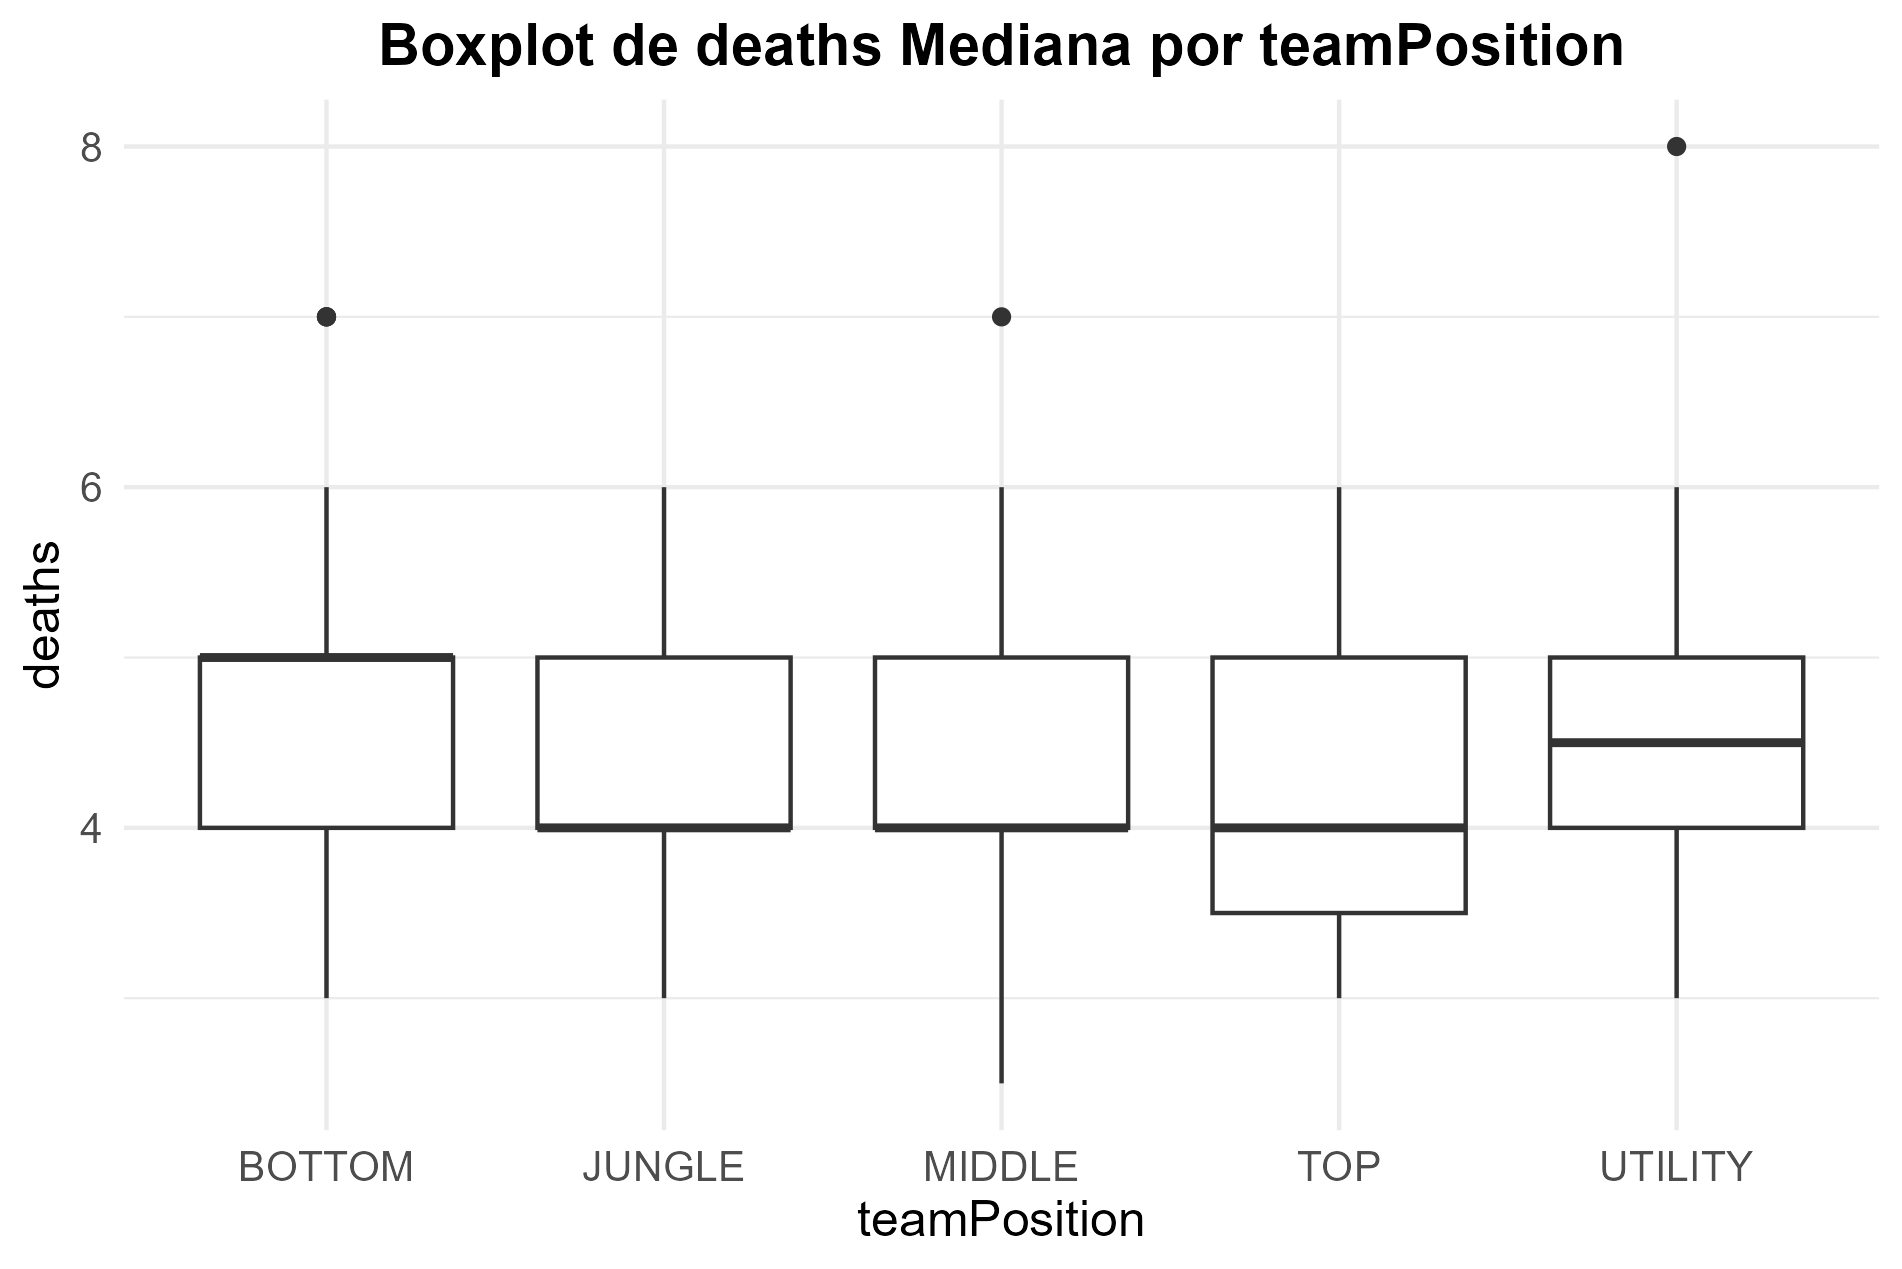 Boxplot de deaths Mediana por teamPosition
8
6
4
deaths
BOTTOM JUNGLE MIDDLE TOP UTILITY
teamPosition